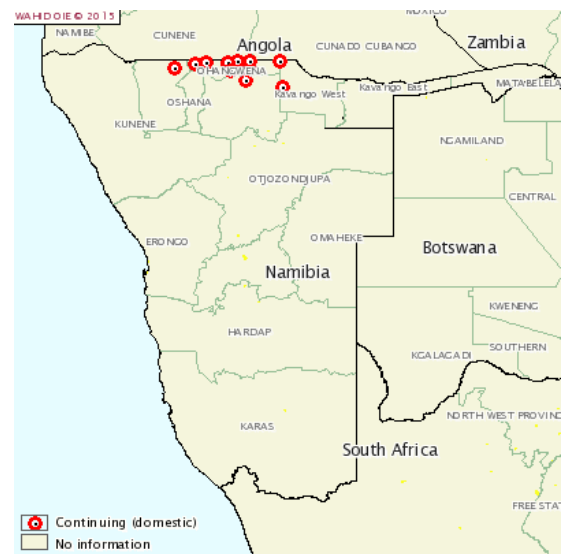 WAHID OIE © 2015
NAMIBE
CUNENE
Angola
CUNADO CUBANGO
Zambia
OHANGWENA
Kavango West
Kavango East
MATABELELA
OSHANA
KUNENE
NGAMILAND
OTJOZONDJUPA
CENTRAL
ERONGO
OMAHEKE
Botswana
Namibia
KWENENG
HARDAP
SOUTHERN
KGALAGADI
KARAS
NORTH WEST PROVINC
South Africa
FREE STA
Continuing (domestic)
No information